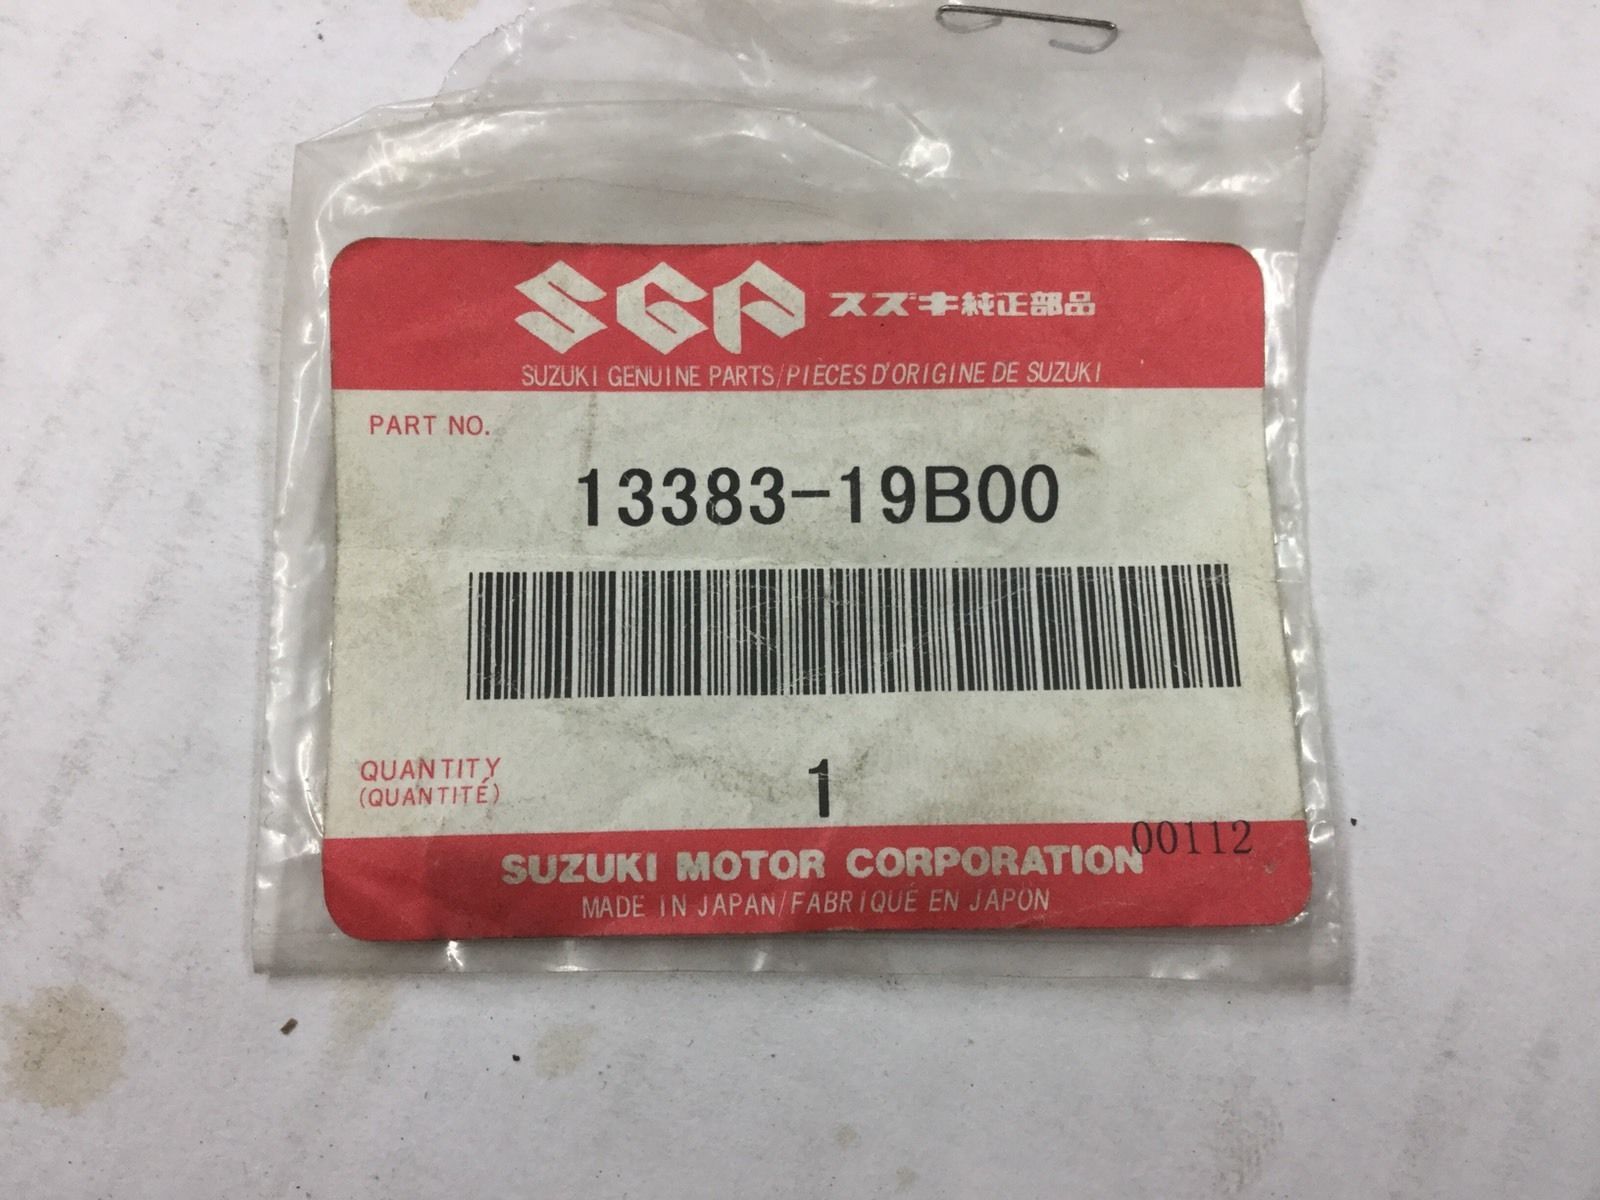 SGP スズキ純正部品
SUZUKI GENUINE PARTS/PIÈCES D'ORIGINE DE SUZUKI
PART NO.
13383-19B00
QUANTITY
(QUANTITÉ)
1
00112
SUZUKI MOTOR CORPORATION
MADE IN JAPAN/FABRIQUÉ EN JAPON